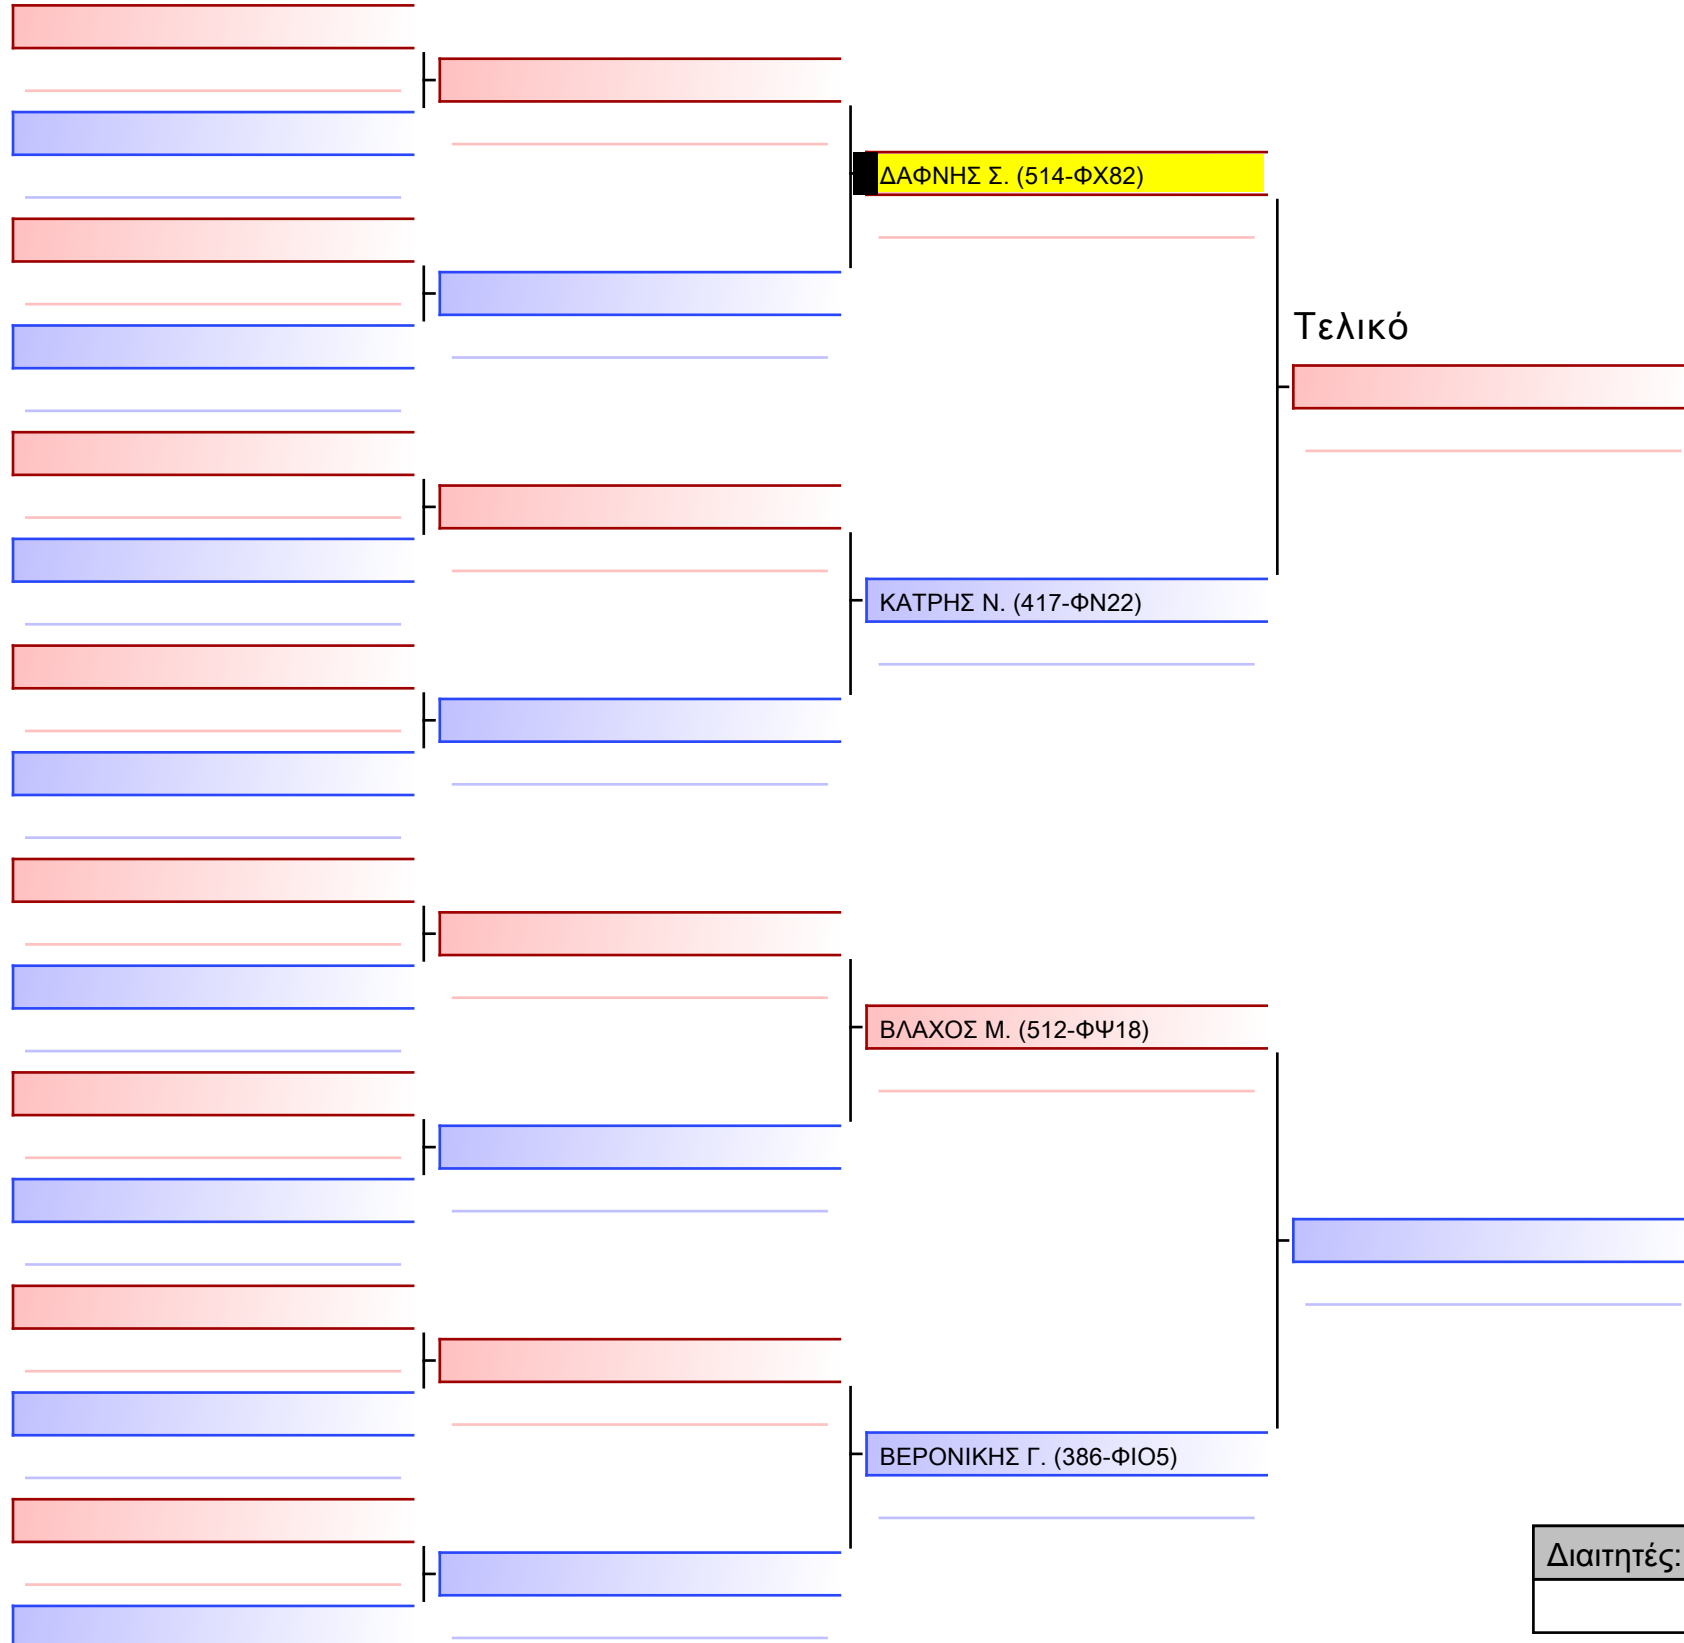 ΔΑΦΝΗΣ Σ. (514-ΦΧ82)
Τελικό
ΚΑΤΡΗΣ Ν. (417-ΦΝ22)
ΒΛΑΧΟΣ Μ. (512-ΦΨ18)
ΒΕΡΟΝΙΚΗΣ Γ. (386-ΦΙΟ5)
Διαιτητές: